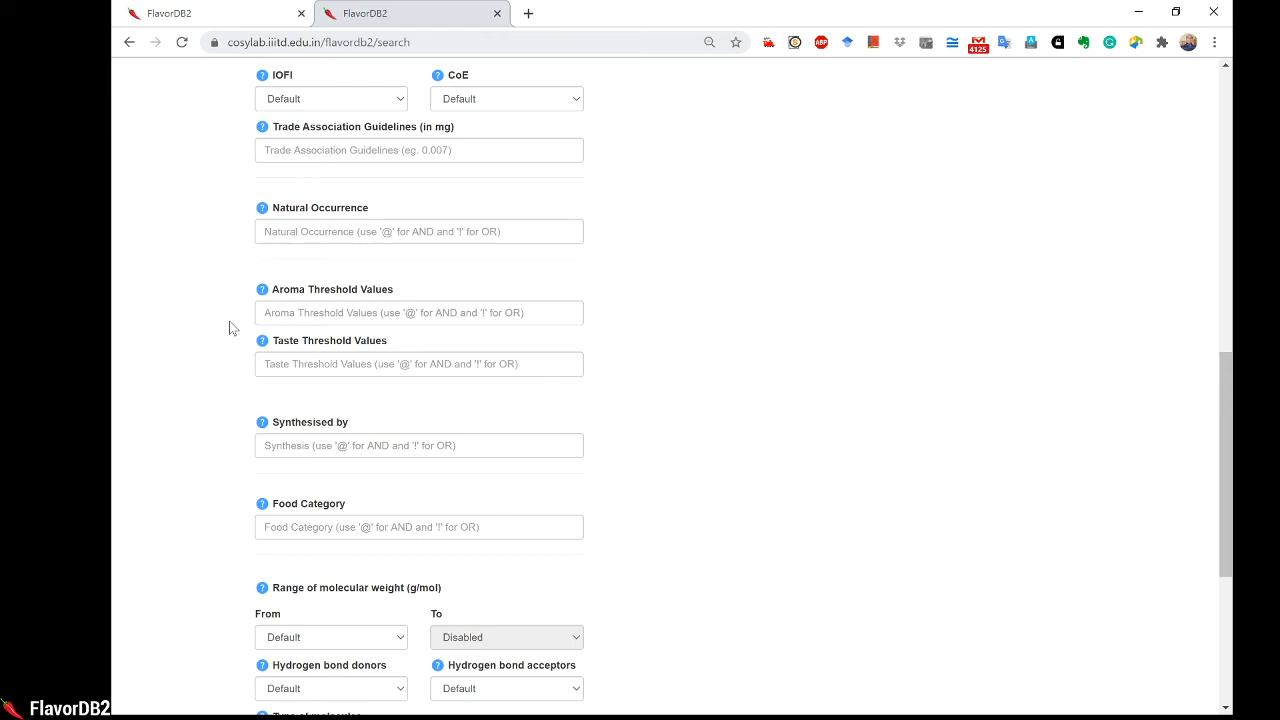 FlavorDB2
FlavorDB2
cosylab.iiitd.edu.in/flavordb2/search
ABP
4125
IOFI
CoE
Default
Default
Trade Association Guidelines (in mg)
Trade Association Guidelines (eg. 0.007)
Natural Occurrence
Natural Occurrence (use '@' for AND and '!' for OR)
Aroma Threshold Values
Aroma Threshold Values (use '@' for AND and '!' for OR)
Taste Threshold Values
Taste Threshold Values (use '@' for AND and '!' for OR)
Synthesised by
Synthesis (use '@' for AND and '!' for OR)
Food Category
Food Category (use '@' for AND and '!' for OR)
Range of molecular weight (g/mol)
From
To
Default
Disabled
Hydrogen bond donors
Hydrogen bond acceptors
Default
Default
Type of molecules
FlavorDB2